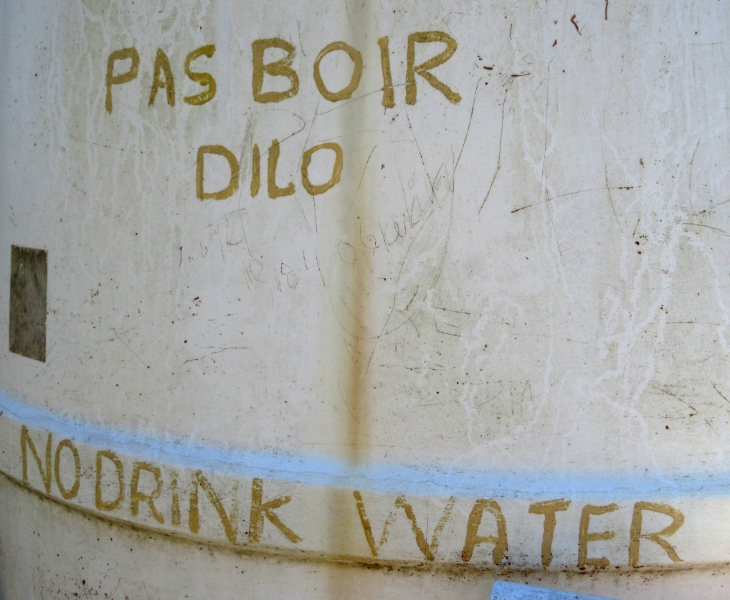 PAS BOIR
DILO
NO DRINK WATER